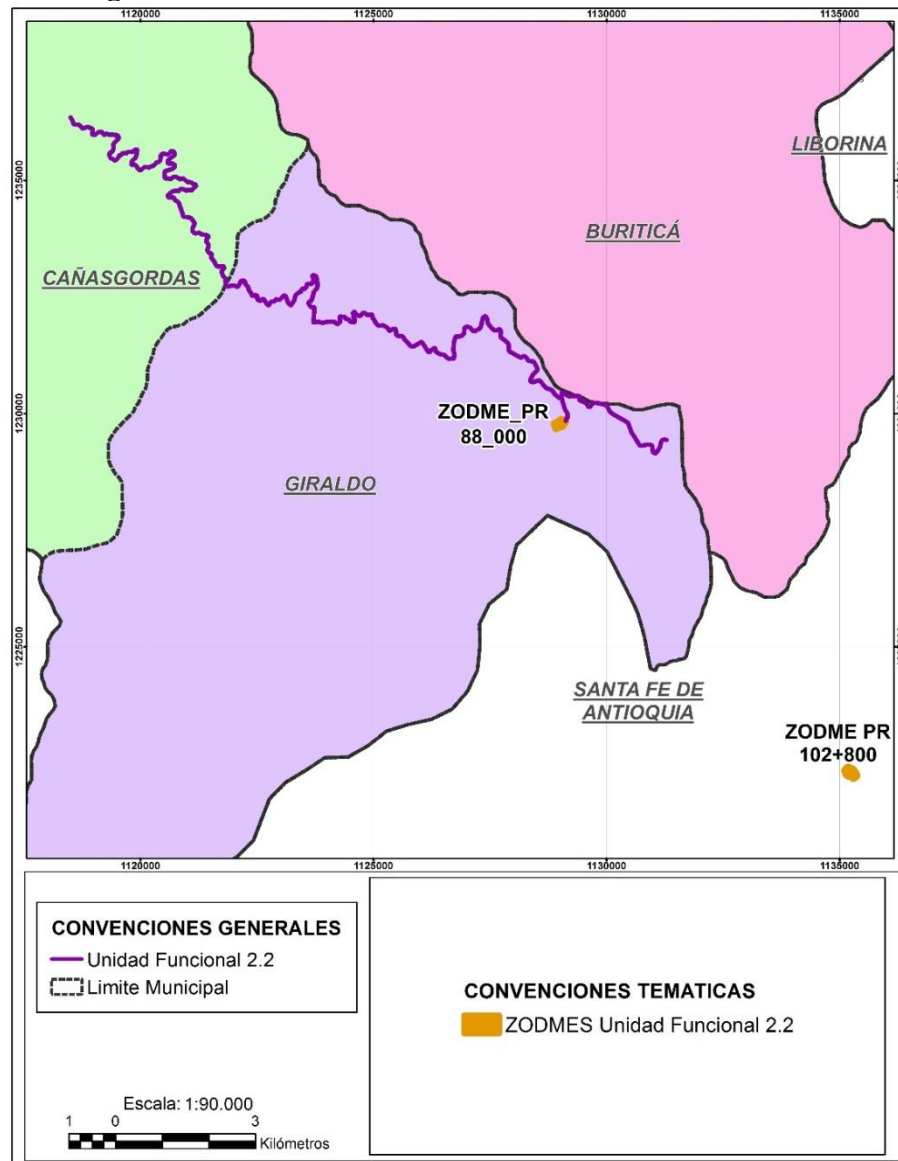 1120000
1125000
1130000
1135000
LIBORINA
1235000
BURITICÁ
CAÑASGORDAS
ZODME_PR
88_000
1230000
GIRALDO
1225000
SANTA FE DE
ANTIOQUIA
ZODME PR
102+800
1120000
1125000
1130000
1135000
CONVENCIONES GENERALES
Unidad Funcional 2.2
Limite Municipal
Escala: 1:90.000
1 0 3
Kilómetros
CONVENCIONES TEMATICAS
ZODMES Unidad Funcional 2.2